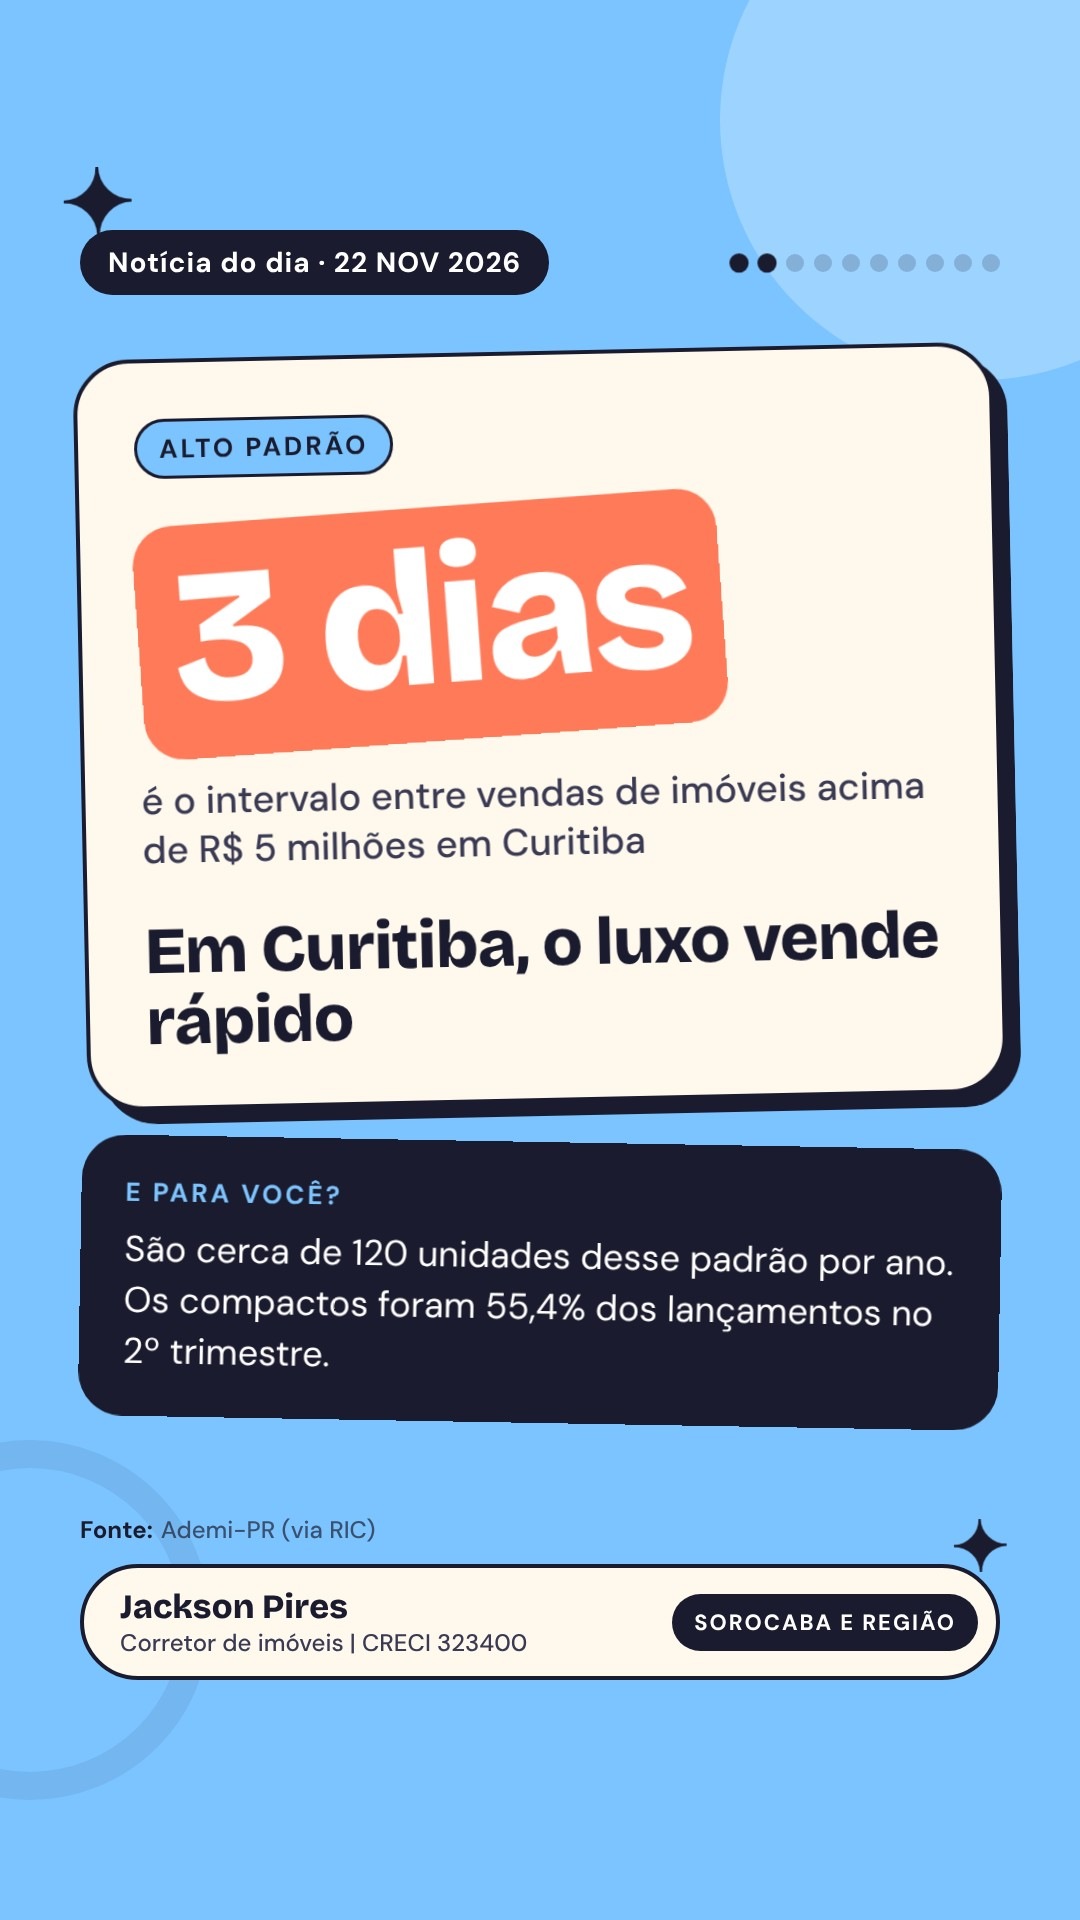 Notícia do dia · 22 NOV 2026
ALTO PADRÃO
3 dias
é o intervalo entre vendas de imóveis acima
de R$ 5 milhões em Curitiba
Em Curitiba, o luxo vende
rápido
E PARA VOCÊ?
São cerca de 120 unidades desse padrão por ano.
Os compactos foram 55,4% dos lançamentos no
2º trimestre.
Fonte: Ademi-PR (via RIC)
Jackson Pires
Corretor de imóveis | CRECI 323400
SOROCABA E REGIÃO